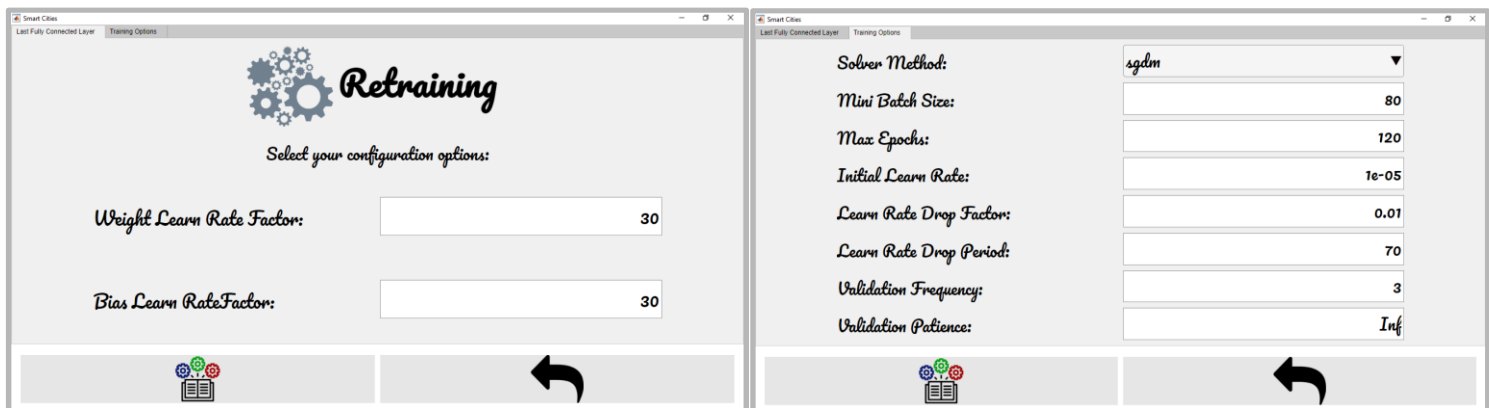 Smart Cities
Last Fully Connected Layer Training Options
Retraining
Select your configuration options:
Weight Learn Rate Factor: 30
Bias Learn RateFactor: 30
Smart Cities
Last Fully Connected Layer Training Options
Solver Method: sgdm
Mini Batch Size: 80
Max Epochs: 120
Initial Learn Rate: 1e-05
Learn Rate Drop Factor: 0.01
Learn Rate Drop Period: 70
Validation Frequency: 3
Validation Patience: Inf